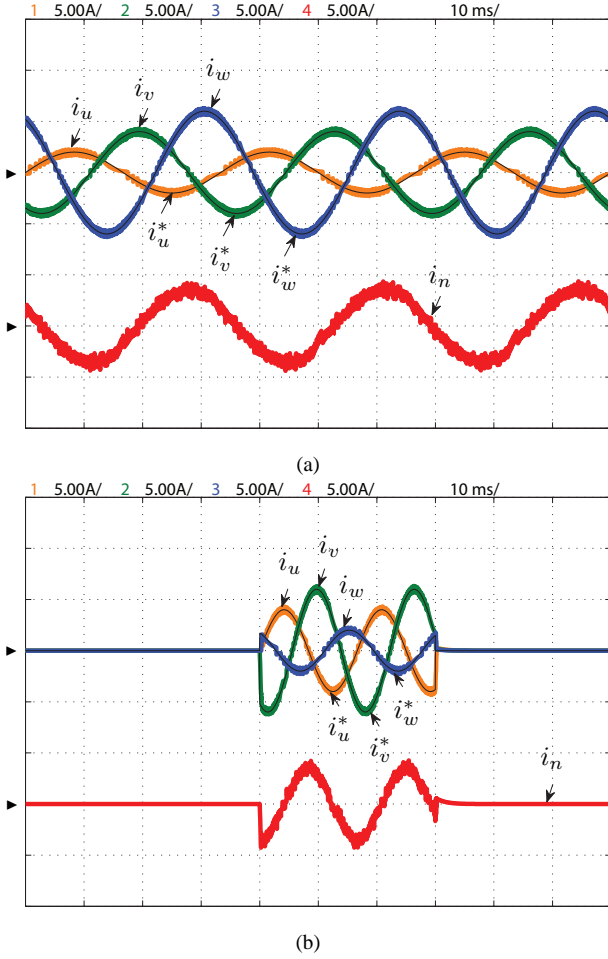 1 5.00A/ 2 5.00A/ 3 5.00A/ 4 5.00A/ 10 ms/
i_w
i_v
i_u
i_u^*
i_v^*
i_w^*
i_n
(a)
1 5.00A/ 2 5.00A/ 3 5.00A/ 4 5.00A/ 10 ms/
i_v
i_u
i_w
i_w^*
i_u^*
i_v^*
i_n
(b)